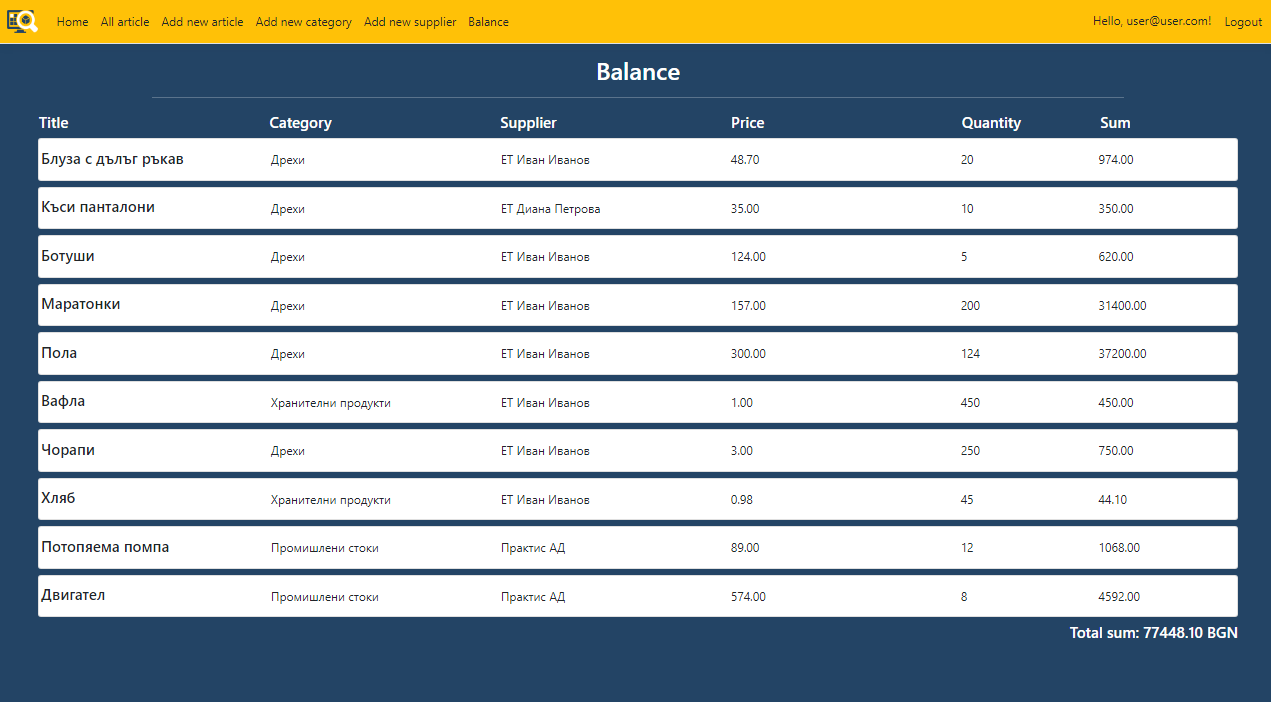 Home All article Add new article Add new category Add new supplier Balance Hello, user@user.com! Logout
Balance
Title Category Supplier Price Quantity Sum
Блуза с дълъг ръкав Дрехи ЕТ Иван Иванов 48.70 20 974.00
Къси панталони Дрехи ЕТ Диана Петрова 35.00 10 350.00
Ботуши Дрехи ЕТ Иван Иванов 124.00 5 620.00
Маратонки Дрехи ЕТ Иван Иванов 157.00 200 31400.00
Пола Дрехи ЕТ Иван Иванов 300.00 124 37200.00
Вафла Хранителни продукти ЕТ Иван Иванов 1.00 450 450.00
Чорапи Дрехи ЕТ Иван Иванов 3.00 250 750.00
Хляб Хранителни продукти ЕТ Иван Иванов 0.98 45 44.10
Потопяема помпа Промишлени стоки Практис АД 89.00 12 1068.00
Двигател Промишлени стоки Практис АД 574.00 8 4592.00
Total sum: 77448.10 BGN